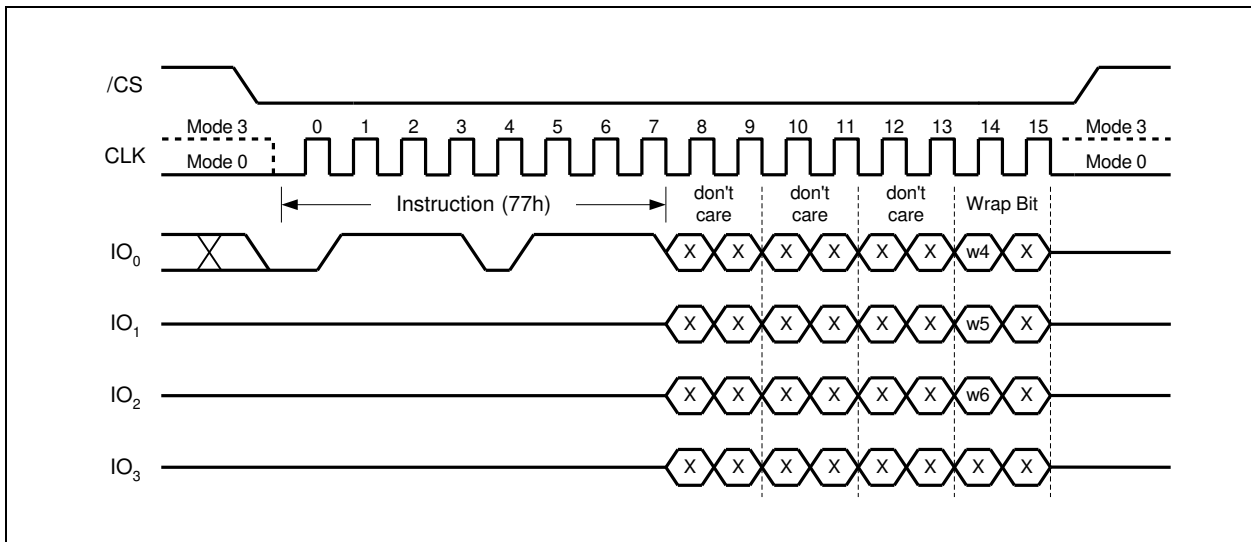 /CS
Mode 3 0 1 2 3 4 5 6 7 8 9 10 11 12 13 14 15 Mode 3
CLK Mode 0 Mode 0
Instruction (77h) don't care don't care don't care Wrap Bit
IO0 X X X X X X w4 X
IO1 X X X X X X w5 X
IO2 X X X X X X w6 X
IO3 X X X X X X X X